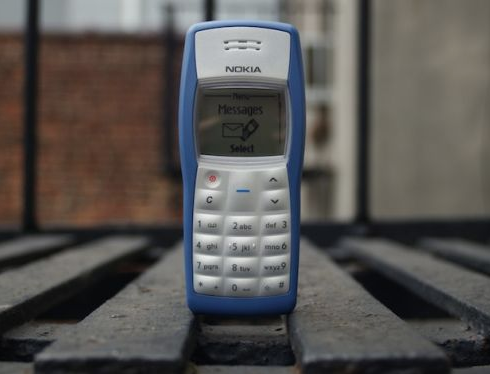 NOKIA
Menu
Messages
Select
C
1 2 abc def 3
4 ghi 5 jkl mno 6
7 pqrs 8 tuv wxyz 9
* 0 #